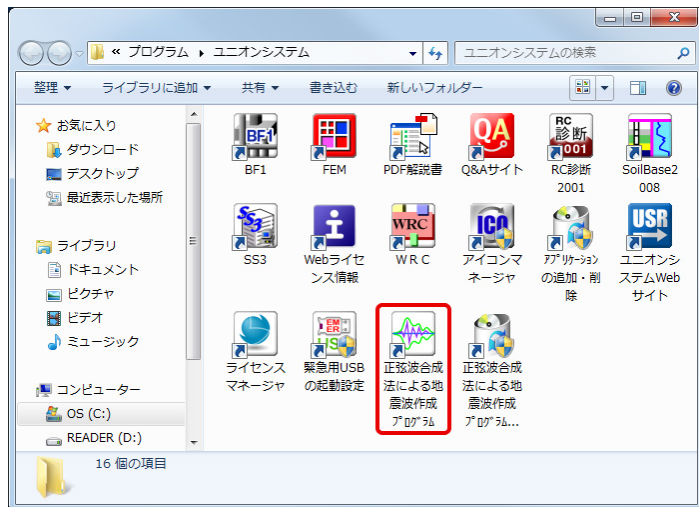 « プログラム ▸ ユニオンシステム
ユニオンシステムの検索
整理 ライブラリに追加 共有 書き込む 新しいフォルダー
お気に入り
ダウンロード
デスクトップ
最近表示した場所
ライブラリ
ドキュメント
ピクチャ
ビデオ
ミュージック
コンピューター
OS (C:)
READER (D:)
BF1
BF1
FEM
PDF解説書
QA
Q&Aサイト
RC
診断
2001
RC診断
2001
SoilBase2
008
SS3
SS3
i
Webライセ
ンス情報
WRC
ＷＲＣ
ICO
アイコンマ
ネージャ
ｱﾌﾟﾘｹｰｼｮﾝ
の追加・削
除
USR
ユニオンシ
ステムWeb
サイト
ライセンス
マネージャ
EM
ER
US
緊急用USB
の起動設定
正弦波合成
法による地
震波作成
ﾌﾟﾛｸﾞﾗﾑ
正弦波合成
法による地
震波作成
ﾌﾟﾛｸﾞﾗﾑ...
16 個の項目